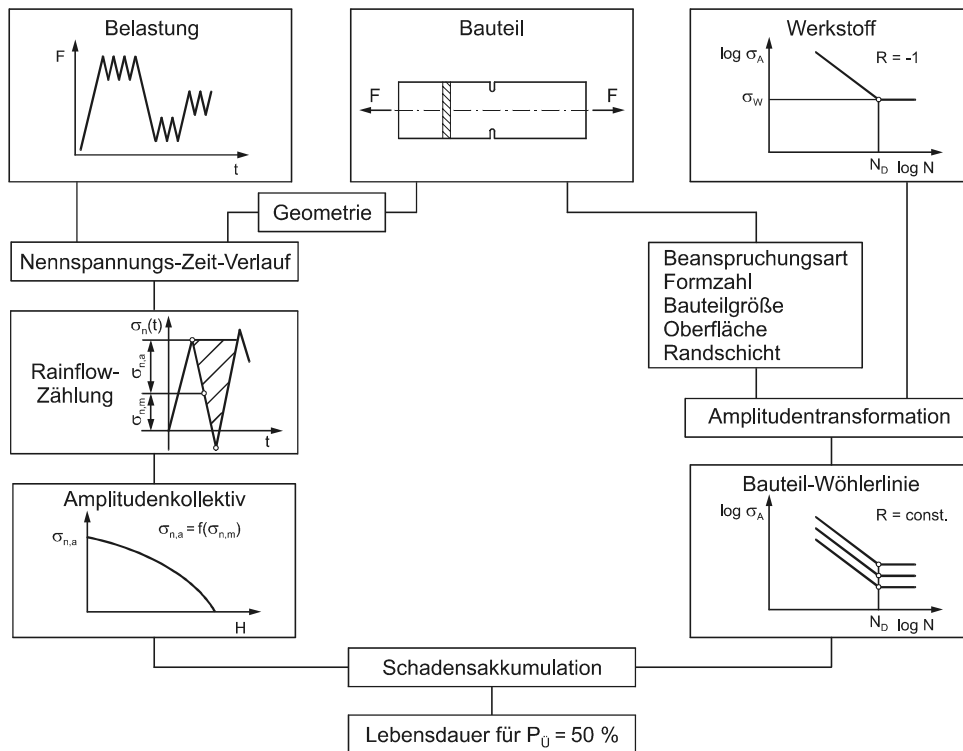 Belastung
F
t
Bauteil
F
F
Werkstoff
log σA
R = -1
σW
ND log N
Geometrie
Nennspannungs-Zeit-Verlauf
Beanspruchungsart
Formzahl
Bauteilgröße
Oberfläche
Randschicht
Rainflow-
Zählung
σn(t)
σn,a
σn,m
t
Amplitudentransformation
Amplitudenkollektiv
σn,a
σn,a = f(σn,m)
H
Bauteil-Wöhlerlinie
log σA
R = const.
ND log N
Schadensakkumulation
Lebensdauer für PÜ = 50 %